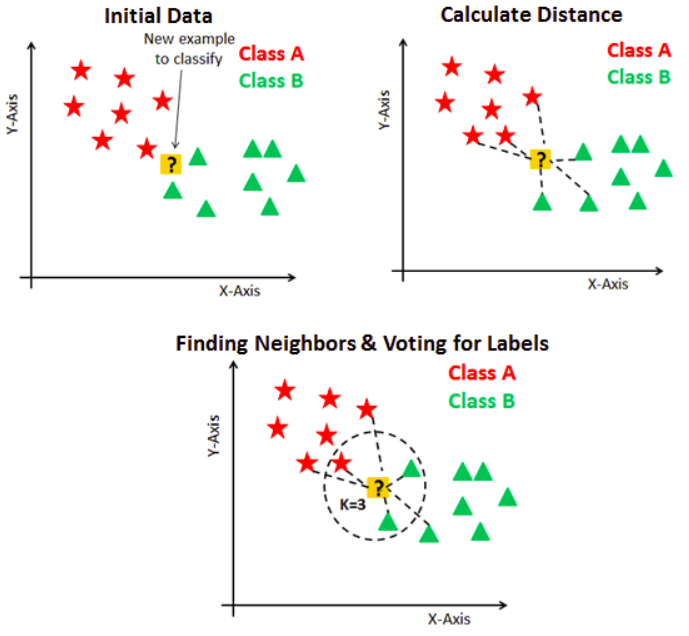 Initial Data
New example
to classify
Class A
Class B
?
Y-Axis
X-Axis
Calculate Distance
Class A
Class B
?
Y-Axis
X-Axis
Finding Neighbors & Voting for Labels
Class A
Class B
?
K=3
Y-Axis
X-Axis